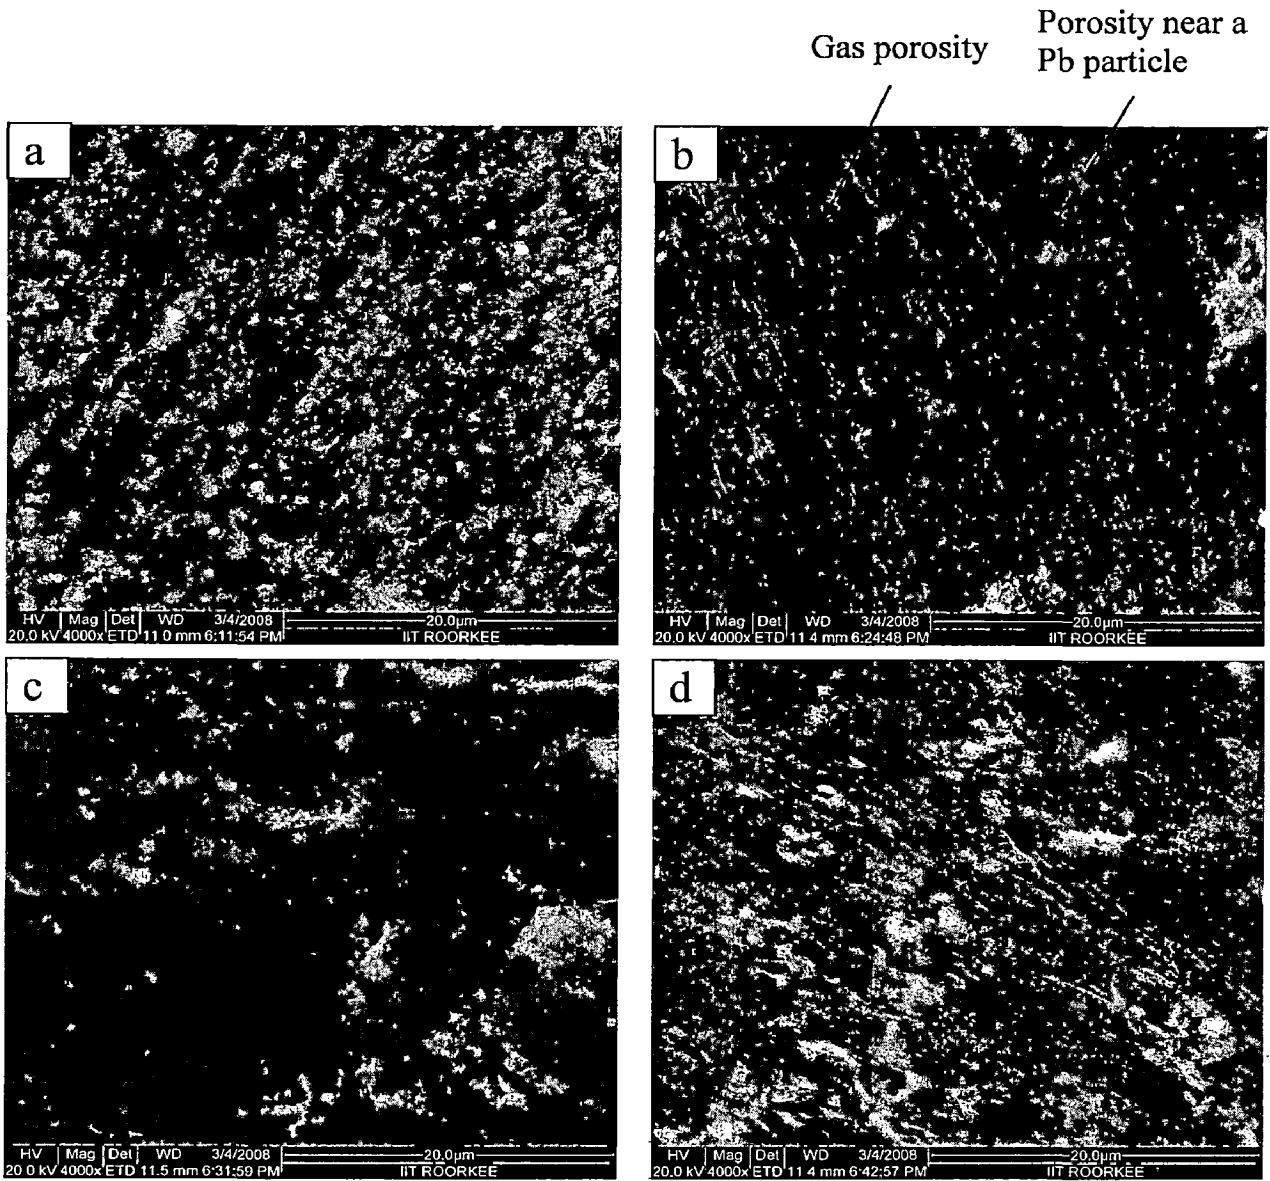 Gas porosity
Porosity near a
Pb particle
a
b
HV Mag Det WD 3/4/2008 20.0µm
20.0 kV 4000x ETD 11.0 mm 6:11:54 PM IIT ROORKEE
HV Mag Det WD 3/4/2008 20.0µm
20.0 kV 4000x ETD 11.4 mm 6:24:48 PM IIT ROORKEE
c
d
HV Mag Det WD 3/4/2008 20.0µm
20.0 kV 4000x ETD 11.5 mm 6:31:59 PM IIT ROORKEE
HV Mag Det WD 3/4/2008 20.0µm
20.0 kV 4000x ETD 11.4 mm 6:42:57 PM IIT ROORKEE